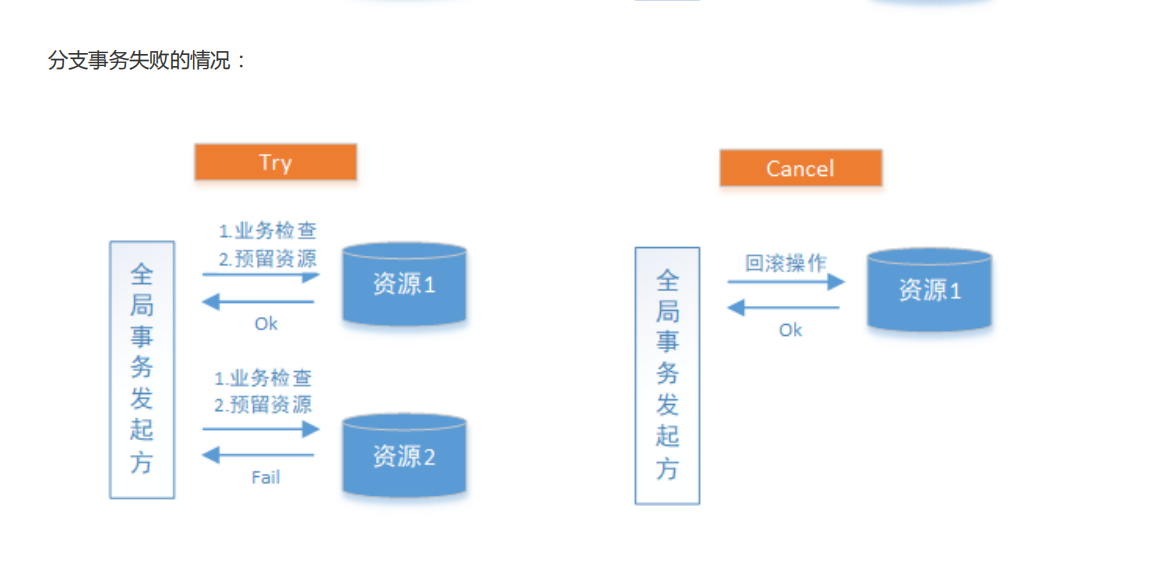 分支事务失败的情况：
Try
1.业务检查
2.预留资源
全局事务发起方
资源1
Ok
1.业务检查
2.预留资源
资源2
Fail
Cancel
回滚操作
全局事务发起方
资源1
Ok